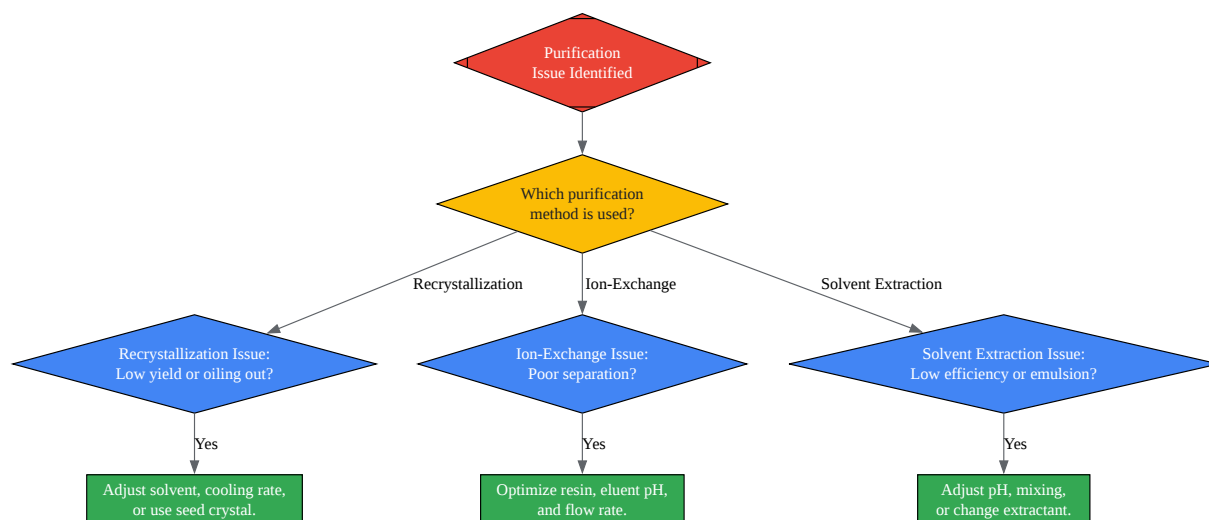 Purification
Issue Identified
Which purification
method is used?
Recrystallization
Ion-Exchange
Solvent Extraction
Recrystallization Issue:
Low yield or oiling out?
Ion-Exchange Issue:
Poor separation?
Solvent Extraction Issue:
Low efficiency or emulsion?
Yes
Yes
Yes
Adjust solvent, cooling rate,
or use seed crystal.
Optimize resin, eluent pH,
and flow rate.
Adjust pH, mixing,
or change extractant.